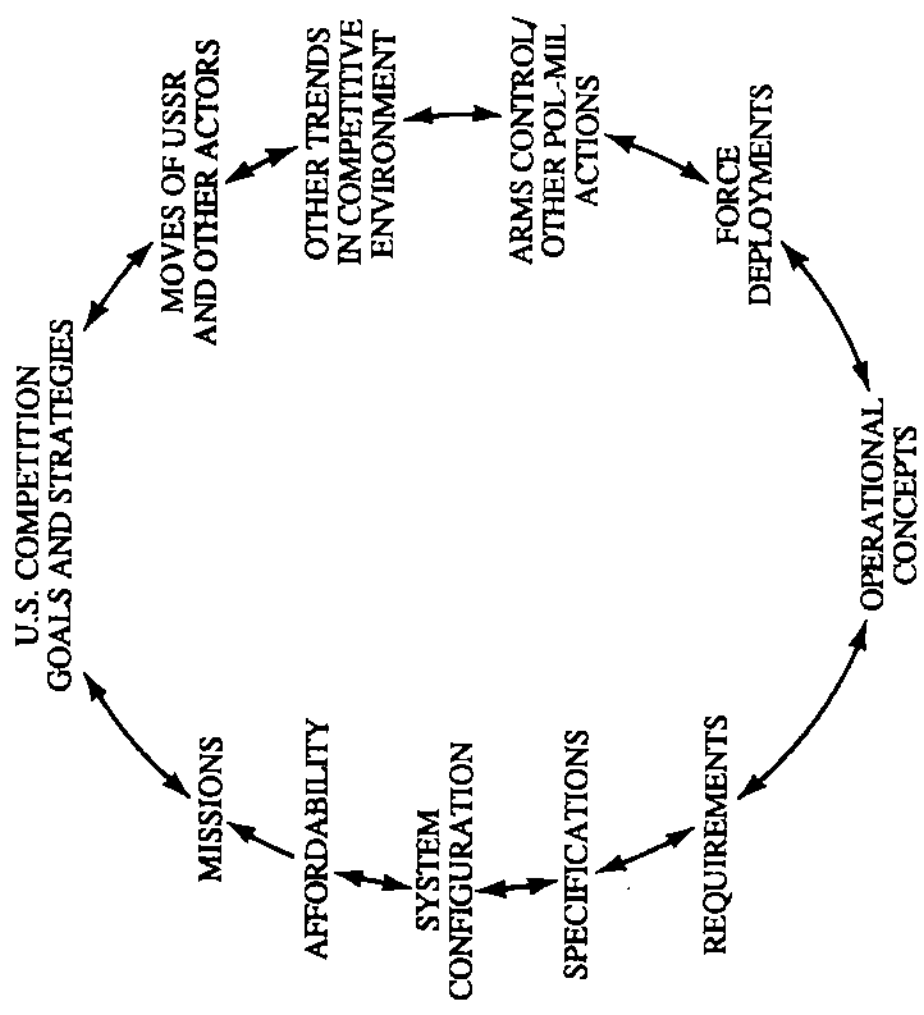 U.S. COMPETITION
GOALS AND STRATEGIES
MOVES OF USSR
AND OTHER ACTORS
OTHER TRENDS
IN COMPETITIVE
ENVIRONMENT
ARMS CONTROL/
OTHER POL-MIL
ACTIONS
FORCE
DEPLOYMENTS
OPERATIONAL
CONCEPTS
REQUIREMENTS
SPECIFICATIONS
SYSTEM
CONFIGURATION
AFFORDABILITY
MISSIONS